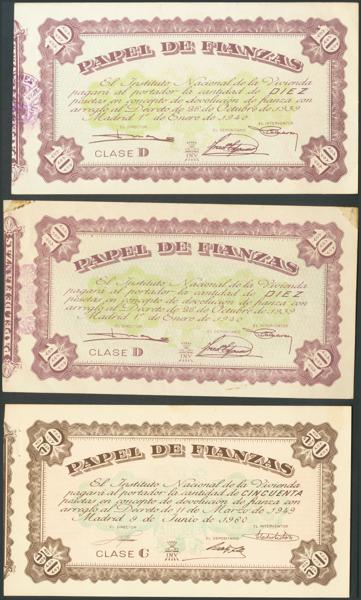 10 10
PAPEL DE FIANZAS
El Instituto Nacional de la Vivienda
pagará al portador la cantidad de DIEZ
pesetas en concepto de devolución de fianza con
arreglo al Decreto de 26 de Octubre de 1939
Madrid 1º de Enero de 1940
EL DIRECTOR EL DEPOSITARIO EL INTERVENTOR
CLASE D
10 10
10 10
PAPEL DE FIANZAS
PAPEL DE FIANZAS
El Instituto Nacional de la Vivienda
pagará al portador la cantidad de DIEZ
pesetas en concepto de devolución de fianza con
arreglo al Decreto de 26 de Octubre de 1939
Madrid 1º de Enero de
EL DIRECTOR EL DEPOSITARIO EL INTERVENTOR
CLASE D
INV
10 10
50 50
PAPEL DE FIANZAS
El Instituto Nacional de la Vivienda
pagará al portador la cantidad de CINCUENTA
pesetas en concepto de devolución de fianza con
arreglo al Decreto de 11 de Marzo de 1949
Madrid 9 de Junio de 1960
EL DIRECTOR EL DEPOSITARIO EL INTERVENTOR
CLASE C
INV
50 50